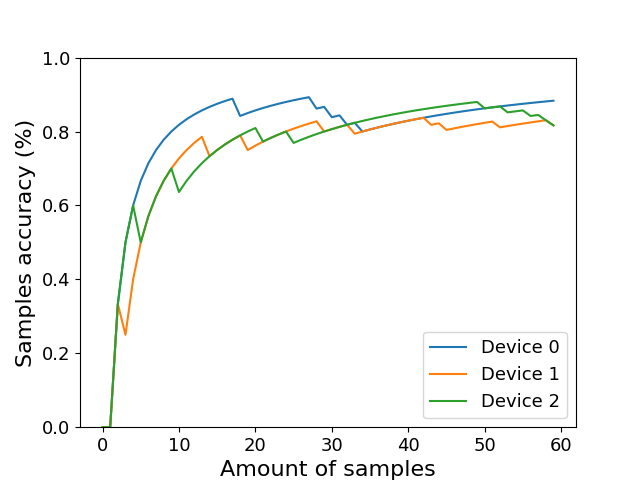 Samples accuracy (%)
1.0
0.8
0.6
0.4
0.2
0.0
0 10 20 30 40 50 60
Amount of samples
Device 0
Device 1
Device 2